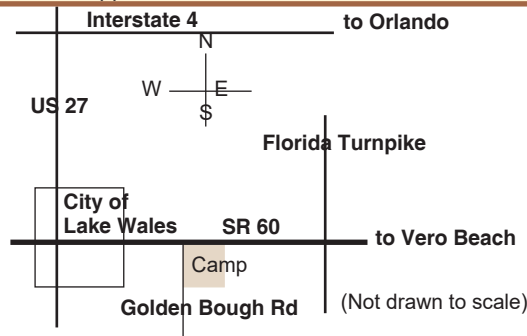 Interstate 4
to Orlando
N
W
E
S
US 27
Florida Turnpike
City of
Lake Wales
SR 60
to Vero Beach
Camp
Golden Bough Rd
(Not drawn to scale)